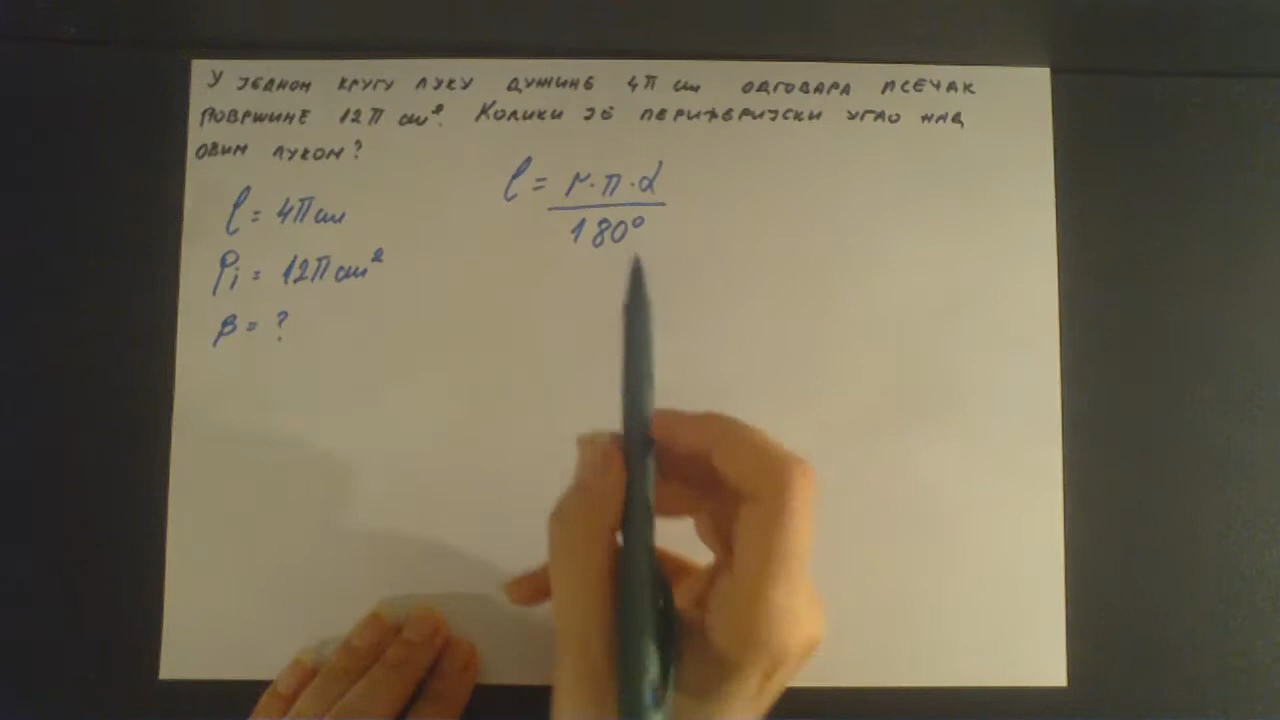 У ЈЕДНОМ КРУГУ ЛУКУ ДУЖИНЕ 4π cm ОДГОВАРА ИСЕЧАК
ПОВРШИНЕ 12π cm². КОЛИКИ ЈЕ ПЕРИФЕРИЈСКИ УГАО НАД
ОВИМ ЛУКОМ?
l = 4π cm
Pi = 12π cm²
β = ?
l = r·π·α / 180°